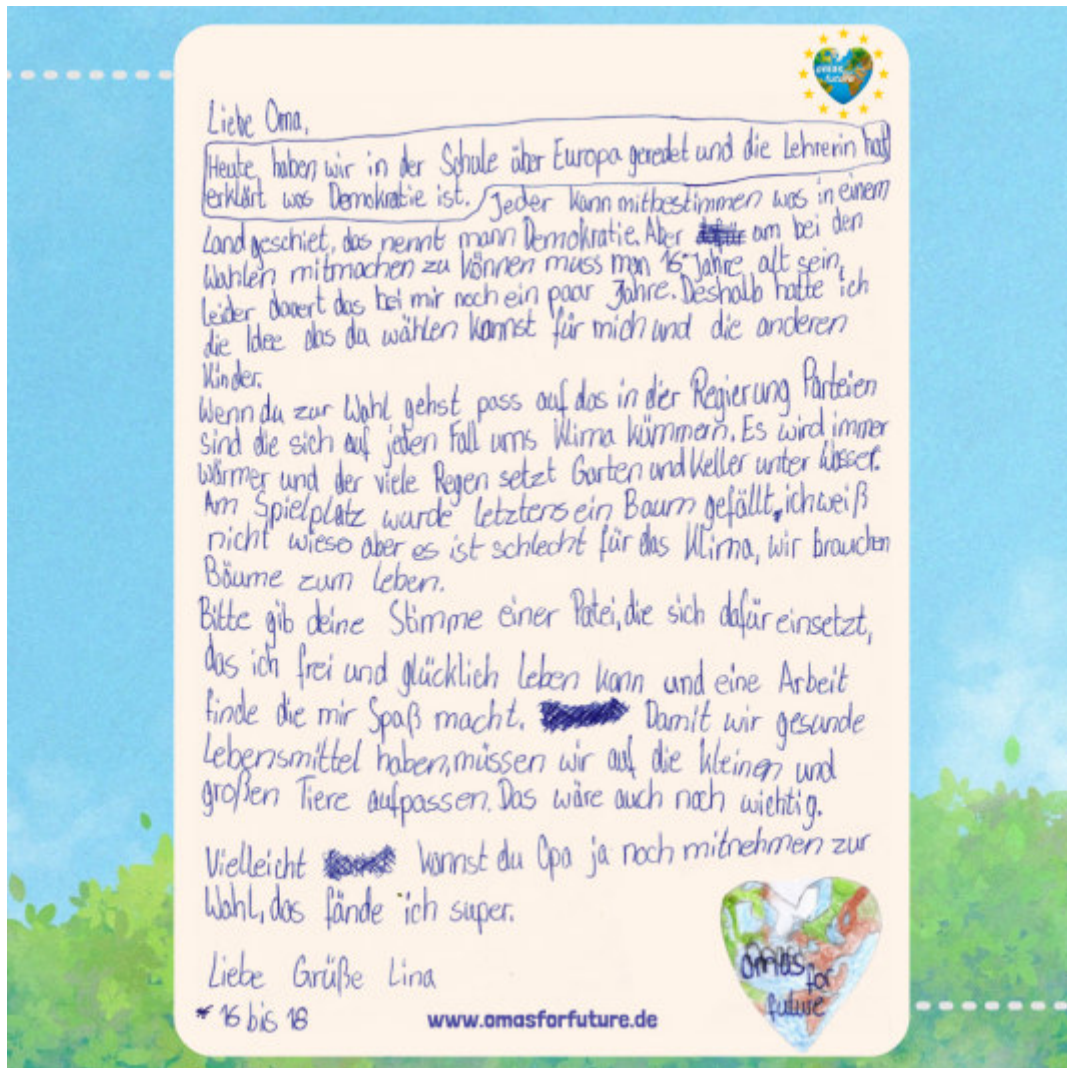 omas
future
Liebe Oma,
Heute haben wir in der Schule über Europa geredet und die Lehrerin hat
erklärt was Demokratie ist. Jeder kann mitbestimmen was in einem
Land geschiet, das nennt mann Demokratie. Aber um bei den
Wahlen mitmachen zu können muss man 16* Jahre alt sein,
leider dauert das bei mir noch ein paar Jahre. Deshalb hatte ich
die Idee das du wählen kannst für mich und die anderen
Kinder.
Wenn du zur Wahl gehst pass auf das in der Regierung Parteien
sind die sich auf jeden Fall ums Klima kümmern. Es wird immer
wärmer und der viele Regen setzt Garten und Keller unter Wasser.
Am Spielplatz wurde letztens ein Baum gefällt, ich weiß
nicht wieso aber es ist schlecht für das Klima, wir brauchen
Bäume zum leben.
Bitte gib deine Stimme einer Patei, die sich dafür einsetzt,
das ich frei und glücklich leben kann und eine Arbeit
finde die mir Spaß macht. Damit wir gesunde
Lebensmittel haben, müssen wir auf die kleinen und
großen Tiere aufpassen. Das wäre auch noch wichtig.
Vielleicht kannst du Opa ja noch mitnehmen zur
Wahl, das fände ich super.
Liebe Grüße Lina
* 16 bis 18
www.omasforfuture.de
omas
for
future